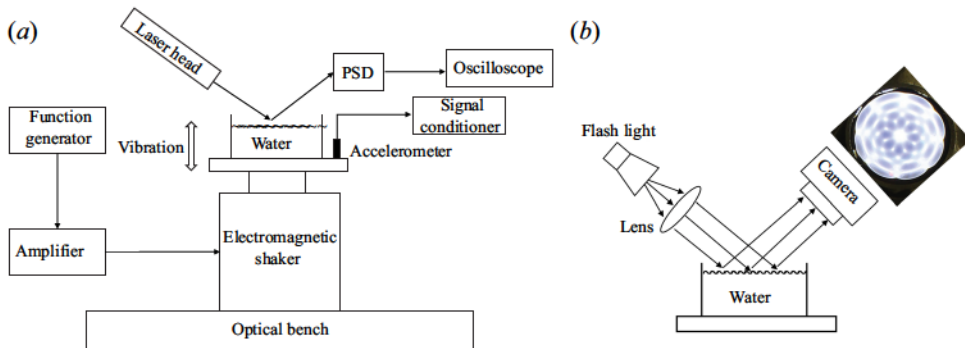 (a)
Laser head
PSD
Oscilloscope
Function
generator
Vibration
Water
Signal
conditioner
Accelerometer
Amplifier
Electromagnetic
shaker
Optical bench
(b)
Flash light
Lens
Camera
Water